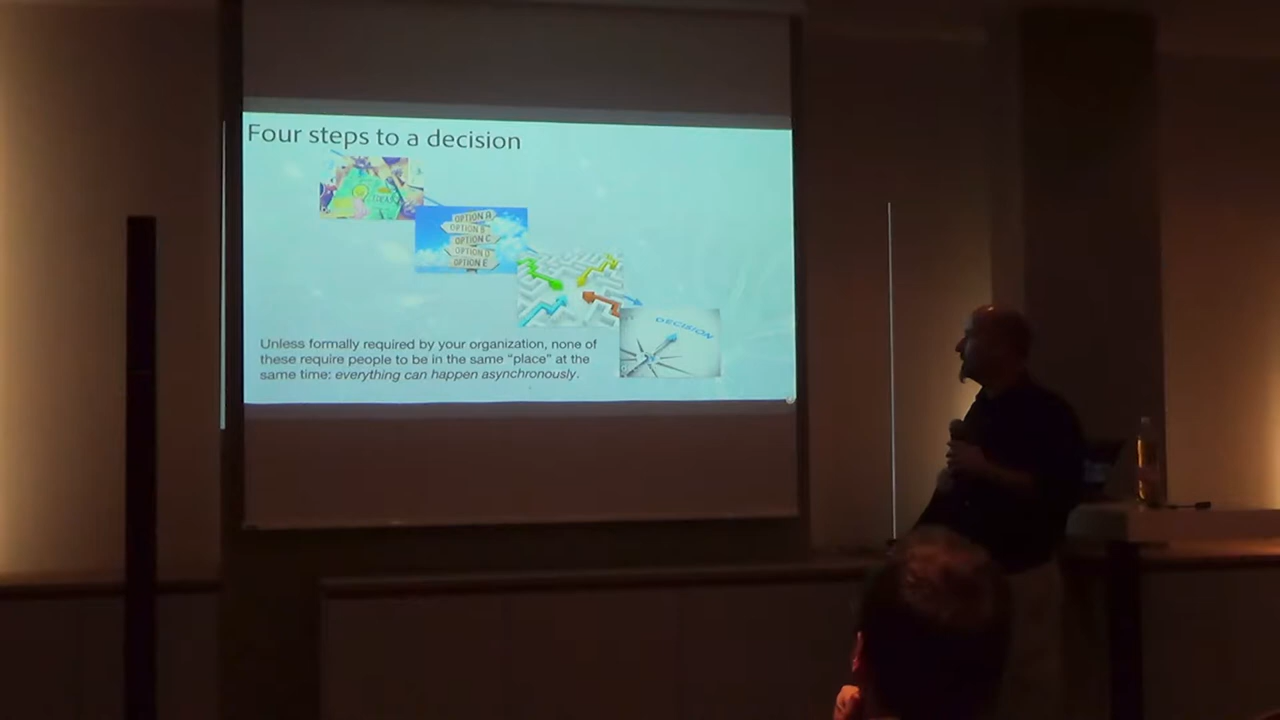 Four steps to a decision
IDEAS
OPTION A
OPTION B
OPTION C
OPTION D
OPTION E
DECISION
Unless formally required by your organization, none of
these require people to be in the same “place” at the
same time: everything can happen asynchronously.